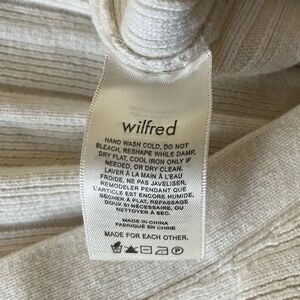 wilfred
HAND WASH COLD, DO NOT
BLEACH, RESHAPE WHILE DAMP,
DRY FLAT, COOL IRON ONLY IF
NEEDED, OR DRY CLEAN.
LAVER À LA MAIN À L'EAU
FROIDE, NE PAS JAVELISER,
REMODELER PENDANT QUE
L'ARTICLE EST ENCORE HUMIDE,
SÉCHER À PLAT, REPASSAGE
DOUX SI NÉCESSAIRE, OU
NETTOYER À SEC.
MADE IN CHINA
FABRIQUÉ EN CHINE
MADE FOR EACH OTHER.